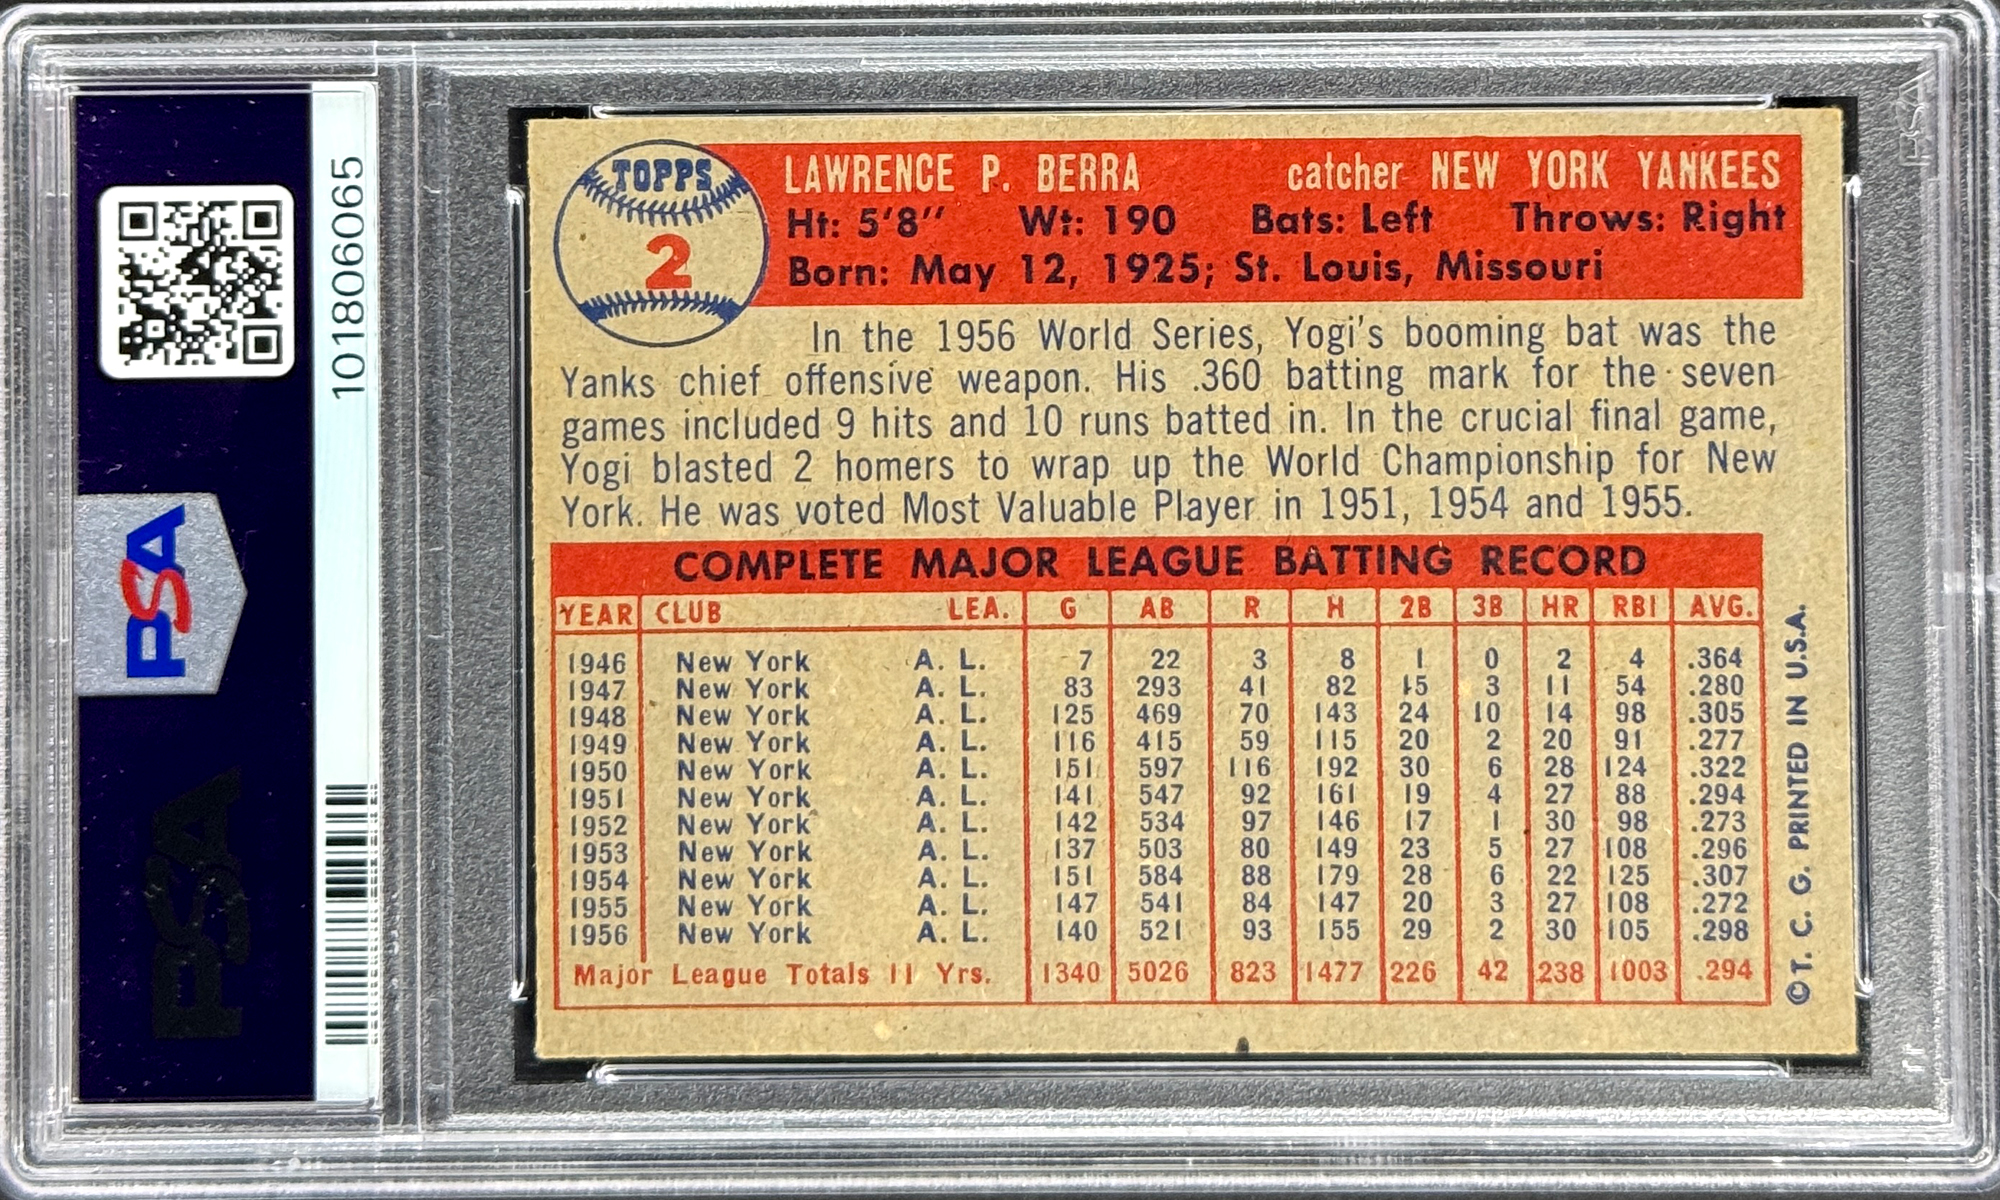 TOPPS
2
LAWRENCE P. BERRA catcher NEW YORK YANKEES
Ht: 5'8'' Wt: 190 Bats: Left Throws: Right
Born: May 12, 1925; St. Louis, Missouri
In the 1956 World Series, Yogi's booming bat was the
Yanks chief offensive weapon. His .360 batting mark for the seven
games included 9 hits and 10 runs batted in. In the crucial final game,
Yogi blasted 2 homers to wrap up the World Championship for New
York. He was voted Most Valuable Player in 1951, 1954 and 1955.
COMPLETE MAJOR LEAGUE BATTING RECORD
YEAR CLUB LEA. G AB R H 2B 3B HR RBI AVG.
1946 New York A. L. 7 22 3 8 1 0 2 4 .364
1947 New York A. L. 83 293 41 82 15 3 11 54 .280
1948 New York A. L. 125 469 70 143 24 10 14 98 .305
1949 New York A. L. 116 415 59 115 20 2 20 91 .277
1950 New York A. L. 151 597 116 192 30 6 28 124 .322
1951 New York A. L. 141 547 92 161 19 4 27 88 .294
1952 New York A. L. 142 534 97 146 17 1 30 98 .273
1953 New York A. L. 137 503 80 149 23 5 27 108 .296
1954 New York A. L. 151 584 88 179 28 6 22 125 .307
1955 New York A. L. 147 541 84 147 20 3 27 108 .272
1956 New York A. L. 140 521 93 155 29 2 30 105 .298
Major League Totals 11 Yrs. 1340 5026 823 1477 226 42 238 1003 .294
©T. C. G. PRINTED IN U.S.A.
101806065
PSA
PSA
PSA